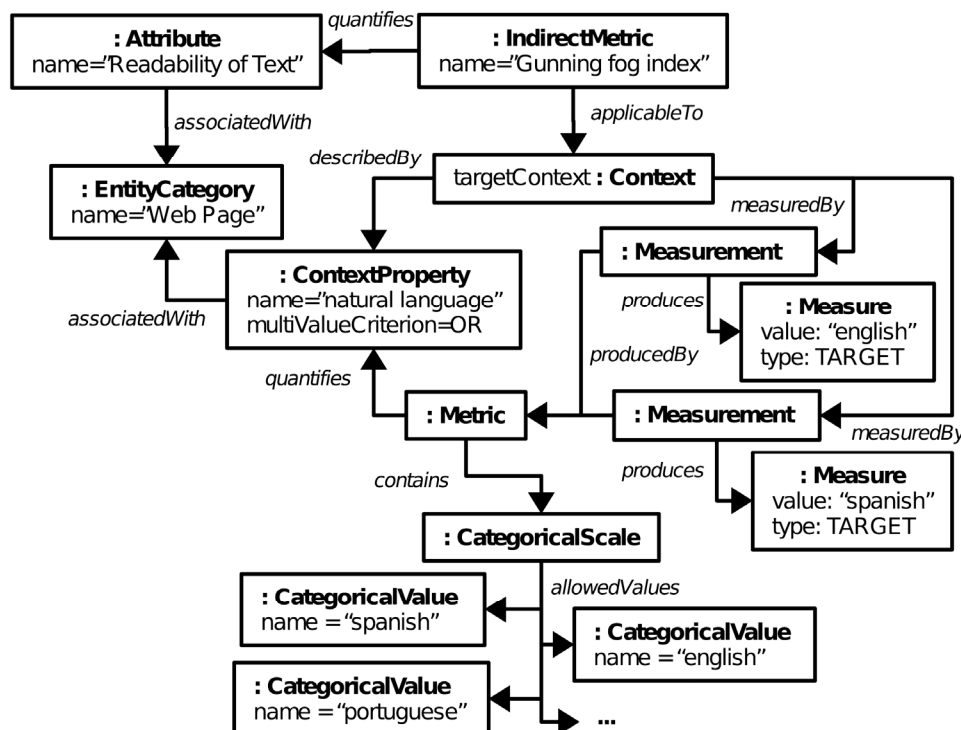 quantifies
: Attribute
name="Readability of Text"
: IndirectMetric
name="Gunning fog index"
associatedWith
applicableTo
describedBy
targetContext : Context
: EntityCategory
name="Web Page"
measuredBy
: Measurement
: ContextProperty
name="natural language"
multiValueCriterion=OR
associatedWith
produces
: Measure
value: “english”
type: TARGET
producedBy
quantifies
: Metric
: Measurement
measuredBy
contains
produces
: Measure
value: “spanish”
type: TARGET
: CategoricalScale
allowedValues
: CategoricalValue
name = “spanish”
: CategoricalValue
name = “english”
: CategoricalValue
name = “portuguese”
...